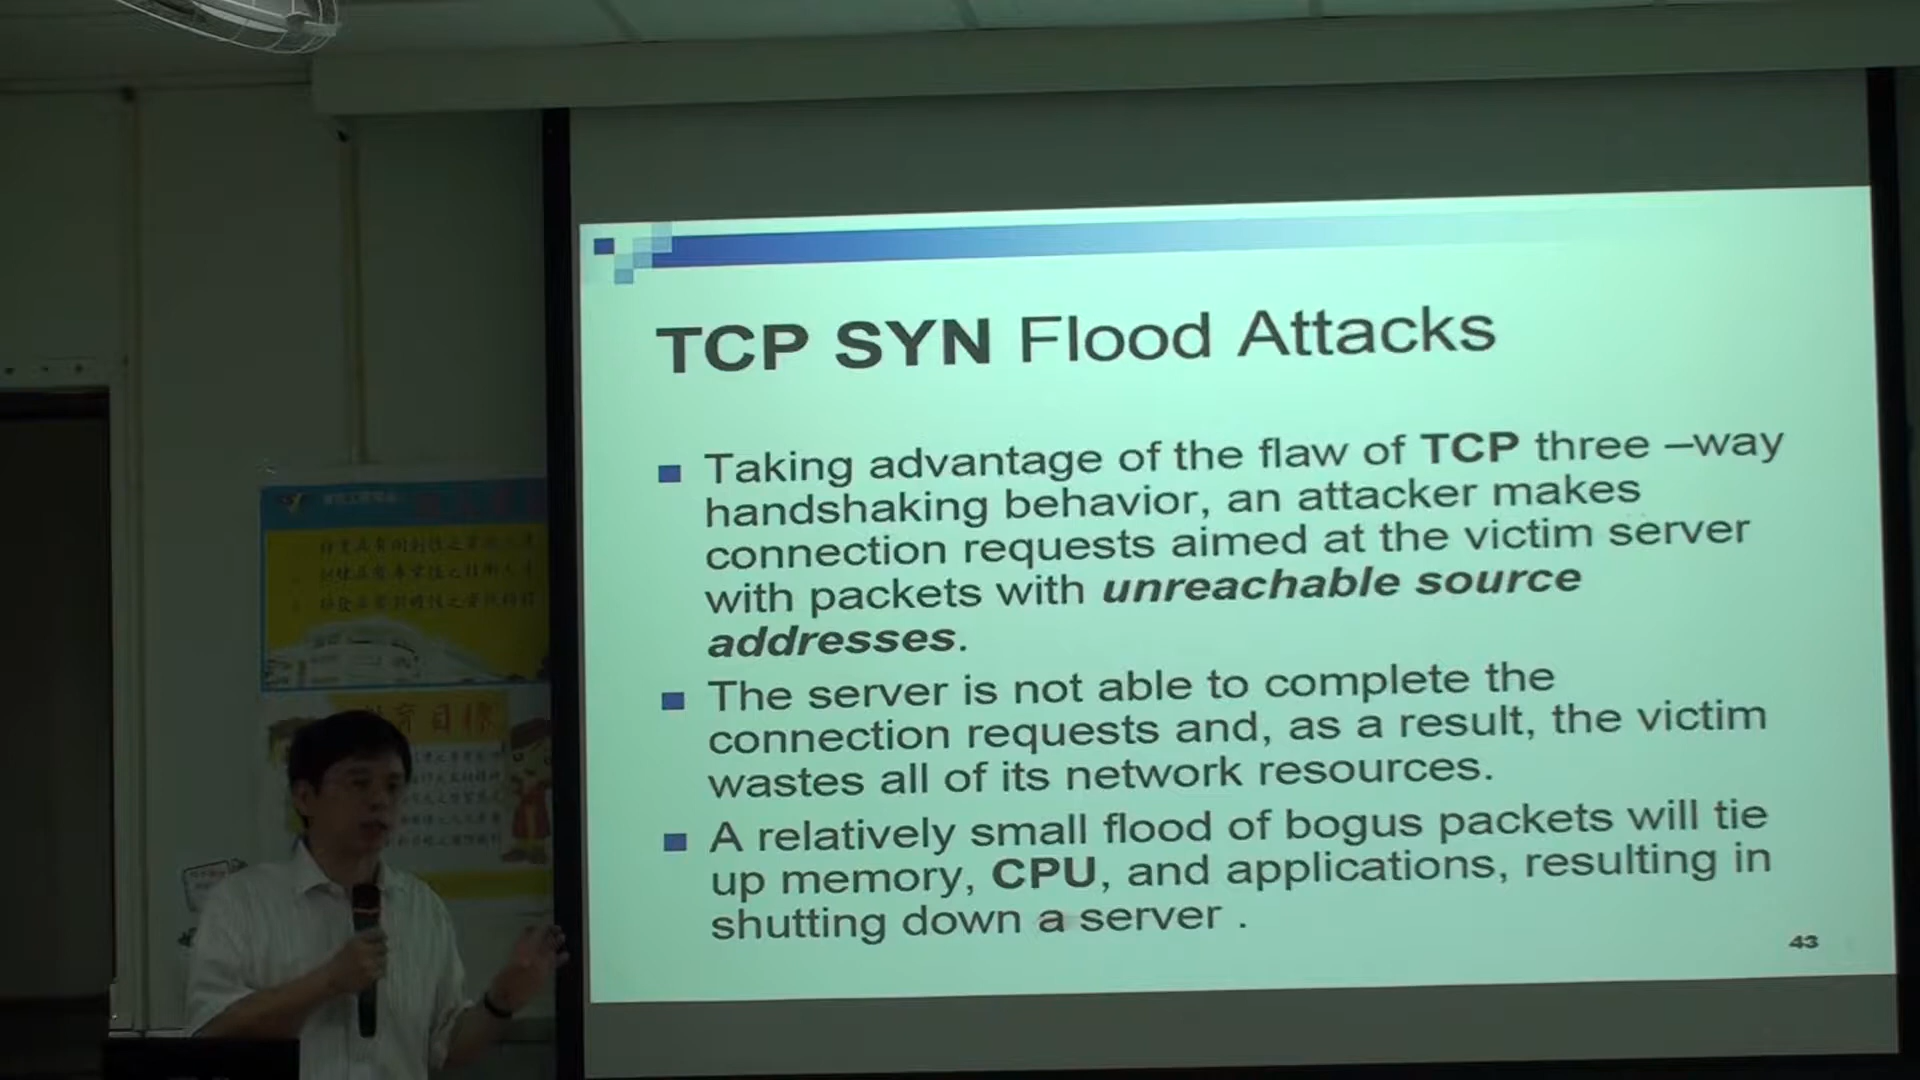 TCP SYN Flood Attacks
Taking advantage of the flaw of TCP three –way
handshaking behavior, an attacker makes
connection requests aimed at the victim server
with packets with unreachable source
addresses.
The server is not able to complete the
connection requests and, as a result, the victim
wastes all of its network resources.
A relatively small flood of bogus packets will tie
up memory, CPU, and applications, resulting in
shutting down a server .
43
育目標